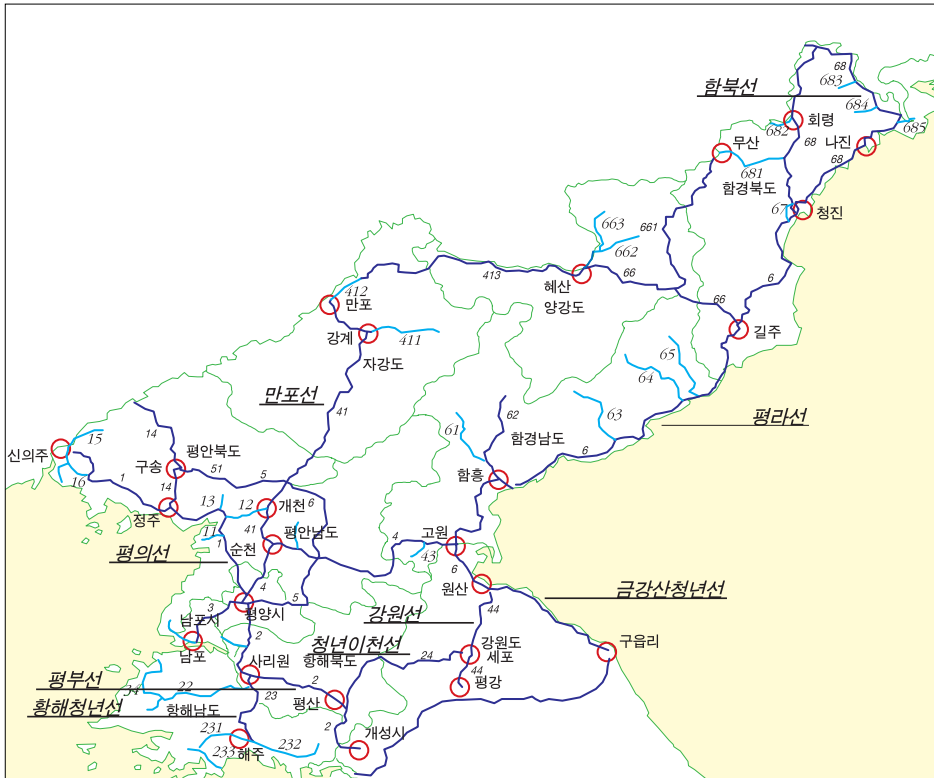 68
683
함북선
684
682
회령
685
68
나진
무산
68
681
함경북도
67
청진
663
661
662
6
413
혜산
66
양강도
412
만포
66
길주
강계
411
자강도
65
64
만포선
41
62
63
평라선
61
함경남도
14
15
신의주
평안북도
구송
51
5
6
함흥
16
1
14
13
12
개천
6
정주
11
41
평안남도
4
고원
1
순천
43
평의선
6
원산
4
5
3
평양시
44
금강산청년선
남포시
강원선
2
청년이천선
구읍리
남포
강원도
24
세포
사리원
항해북도
44
평부선
34
22
23
2
평산
평강
황해청년선
항해남도
231
2
개성시
233
해주
232